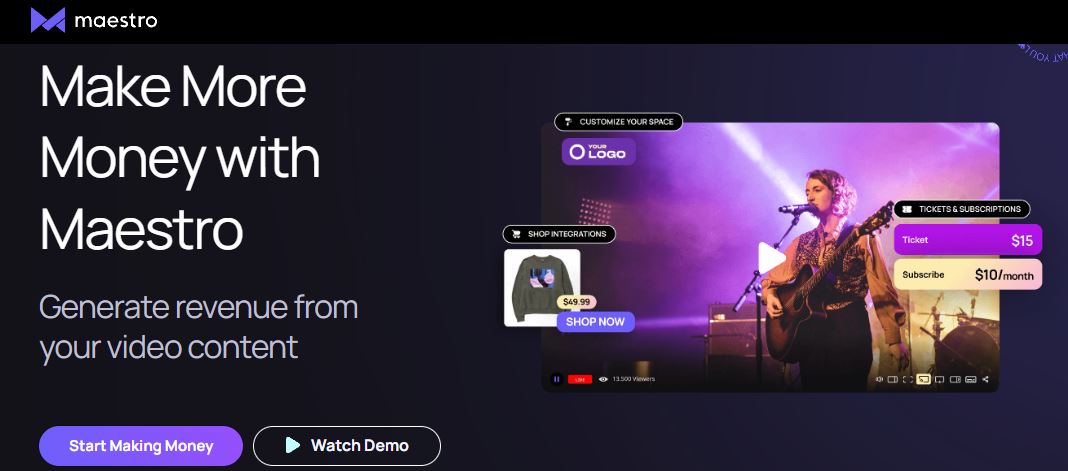 maestro
Make More
Money with
Maestro
Generate revenue from
your video content
Start Making Money
Watch Demo
CUSTOMIZE YOUR SPACE
YOUR
LOGO
SHOP INTEGRATIONS
$49.99
SHOP NOW
TICKETS & SUBSCRIPTIONS
Ticket $15
Subscribe $10/month
LIVE 13.500 Viewers